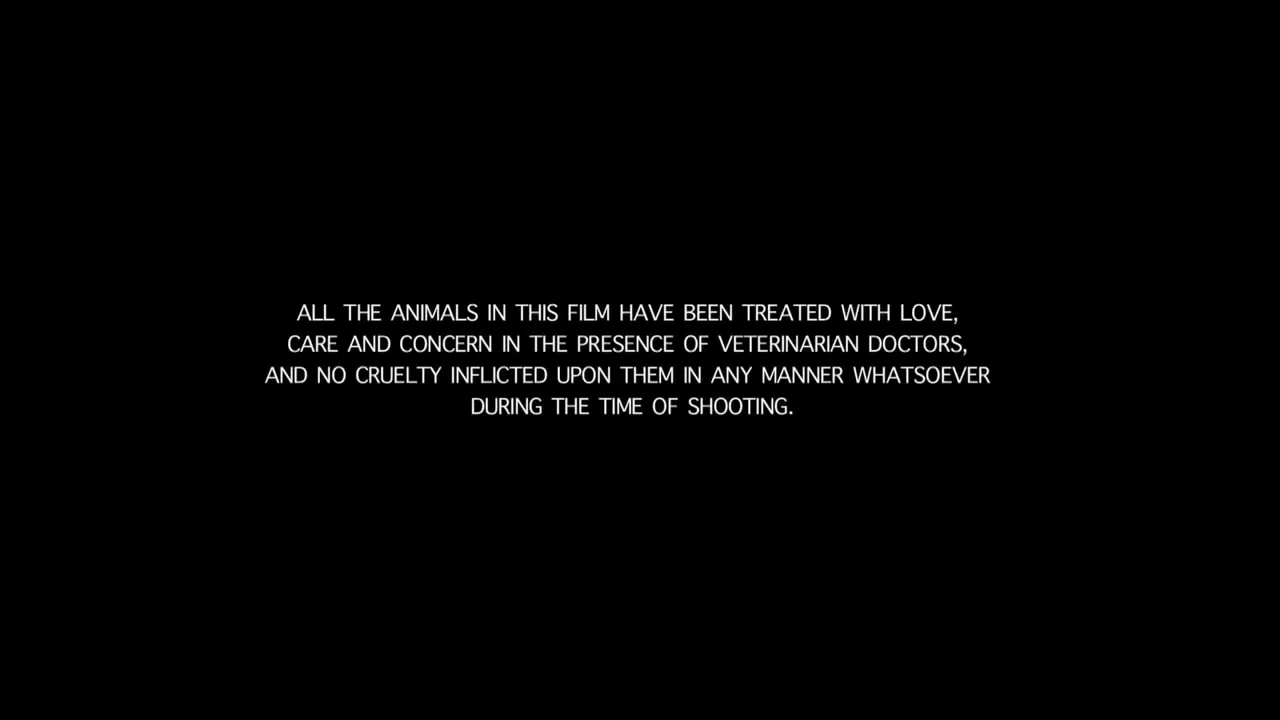 ALL THE ANIMALS IN THIS FILM HAVE BEEN TREATED WITH LOVE,
CARE AND CONCERN IN THE PRESENCE OF VETERINARIAN DOCTORS,
AND NO CRUELTY INFLICTED UPON THEM IN ANY MANNER WHATSOEVER
DURING THE TIME OF SHOOTING.